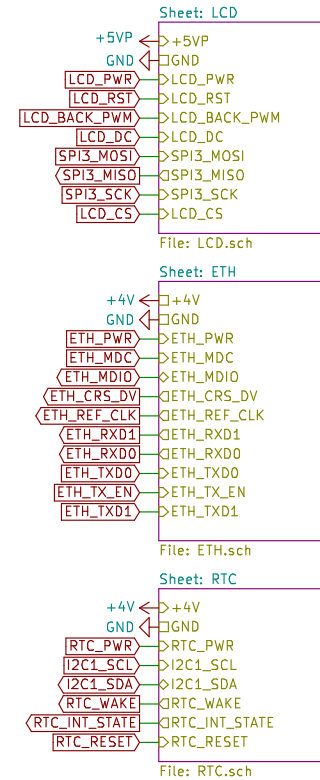 Sheet: LCD
+5VP +5VP
GND GND
LCD_PWR LCD_PWR
LCD_RST LCD_RST
LCD_BACK_PWM LCD_BACK_PWM
LCD_DC LCD_DC
SPI3_MOSI SPI3_MOSI
SPI3_MISO SPI3_MISO
SPI3_SCK SPI3_SCK
LCD_CS LCD_CS
File: LCD.sch
Sheet: ETH
+4V +4V
GND GND
ETH_PWR ETH_PWR
ETH_MDC ETH_MDC
ETH_MDIO ETH_MDIO
ETH_CRS_DV ETH_CRS_DV
ETH_REF_CLK ETH_REF_CLK
ETH_RXD1 ETH_RXD1
ETH_RXD0 ETH_RXD0
ETH_TXD0 ETH_TXD0
ETH_TX_EN ETH_TX_EN
ETH_TXD1 ETH_TXD1
File: ETH.sch
Sheet: RTC
+4V +4V
GND GND
RTC_PWR RTC_PWR
I2C1_SCL I2C1_SCL
I2C1_SDA I2C1_SDA
RTC_WAKE RTC_WAKE
RTC_INT_STATE RTC_INT_STATE
RTC_RESET RTC_RESET
File: RTC.sch